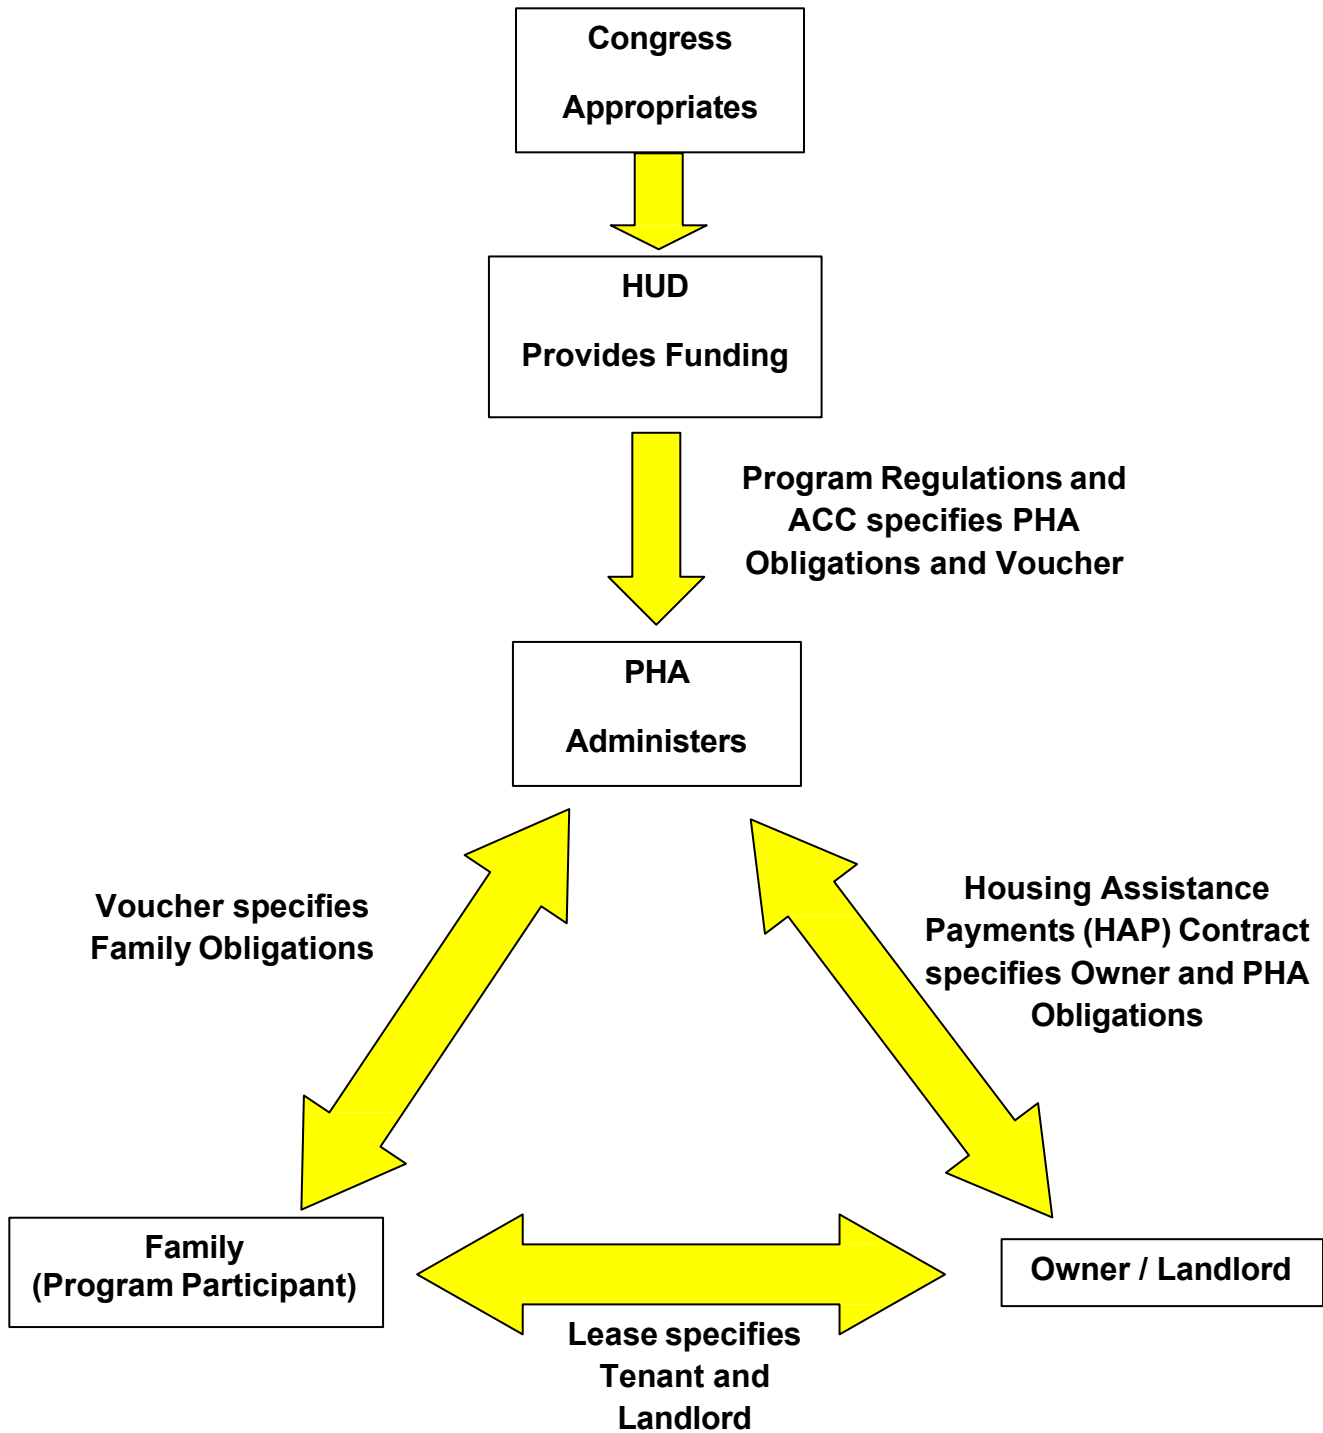 Congress
Appropriates
HUD
Provides Funding
Program Regulations and
ACC specifies PHA
Obligations and Voucher
PHA
Administers
Voucher specifies
Family Obligations
Housing Assistance
Payments (HAP) Contract
specifies Owner and PHA
Obligations
Family
(Program Participant)
Owner / Landlord
Lease specifies
Tenant and
Landlord